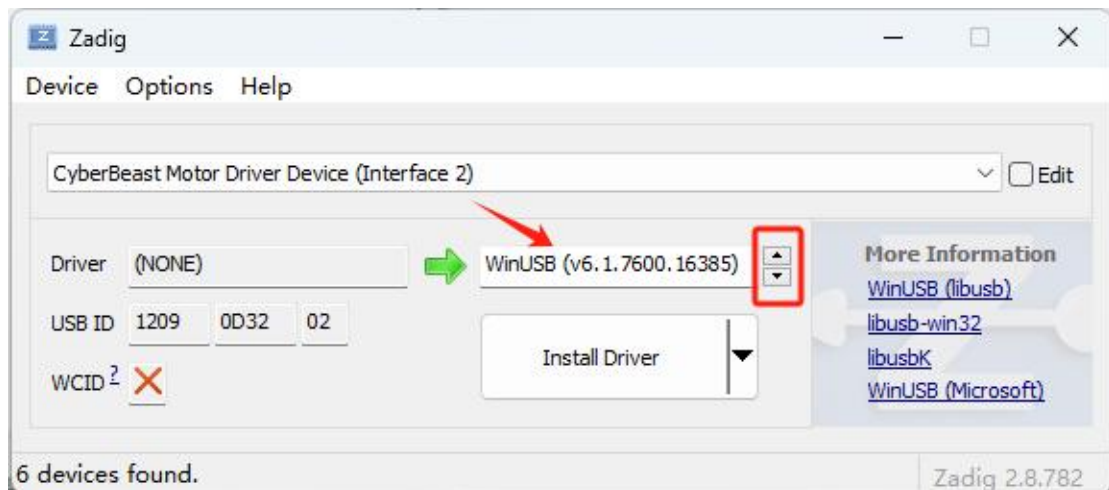 Zadig
Device Options Help
CyberBeast Motor Driver Device (Interface 2)
Edit
Driver (NONE) WinUSB (v6.1.7600.16385)
USB ID 1209 0D32 02
WCID ?
Install Driver
More Information
WinUSB (libusb)
libusb-win32
libusbK
WinUSB (Microsoft)
6 devices found.
Zadig 2.8.782